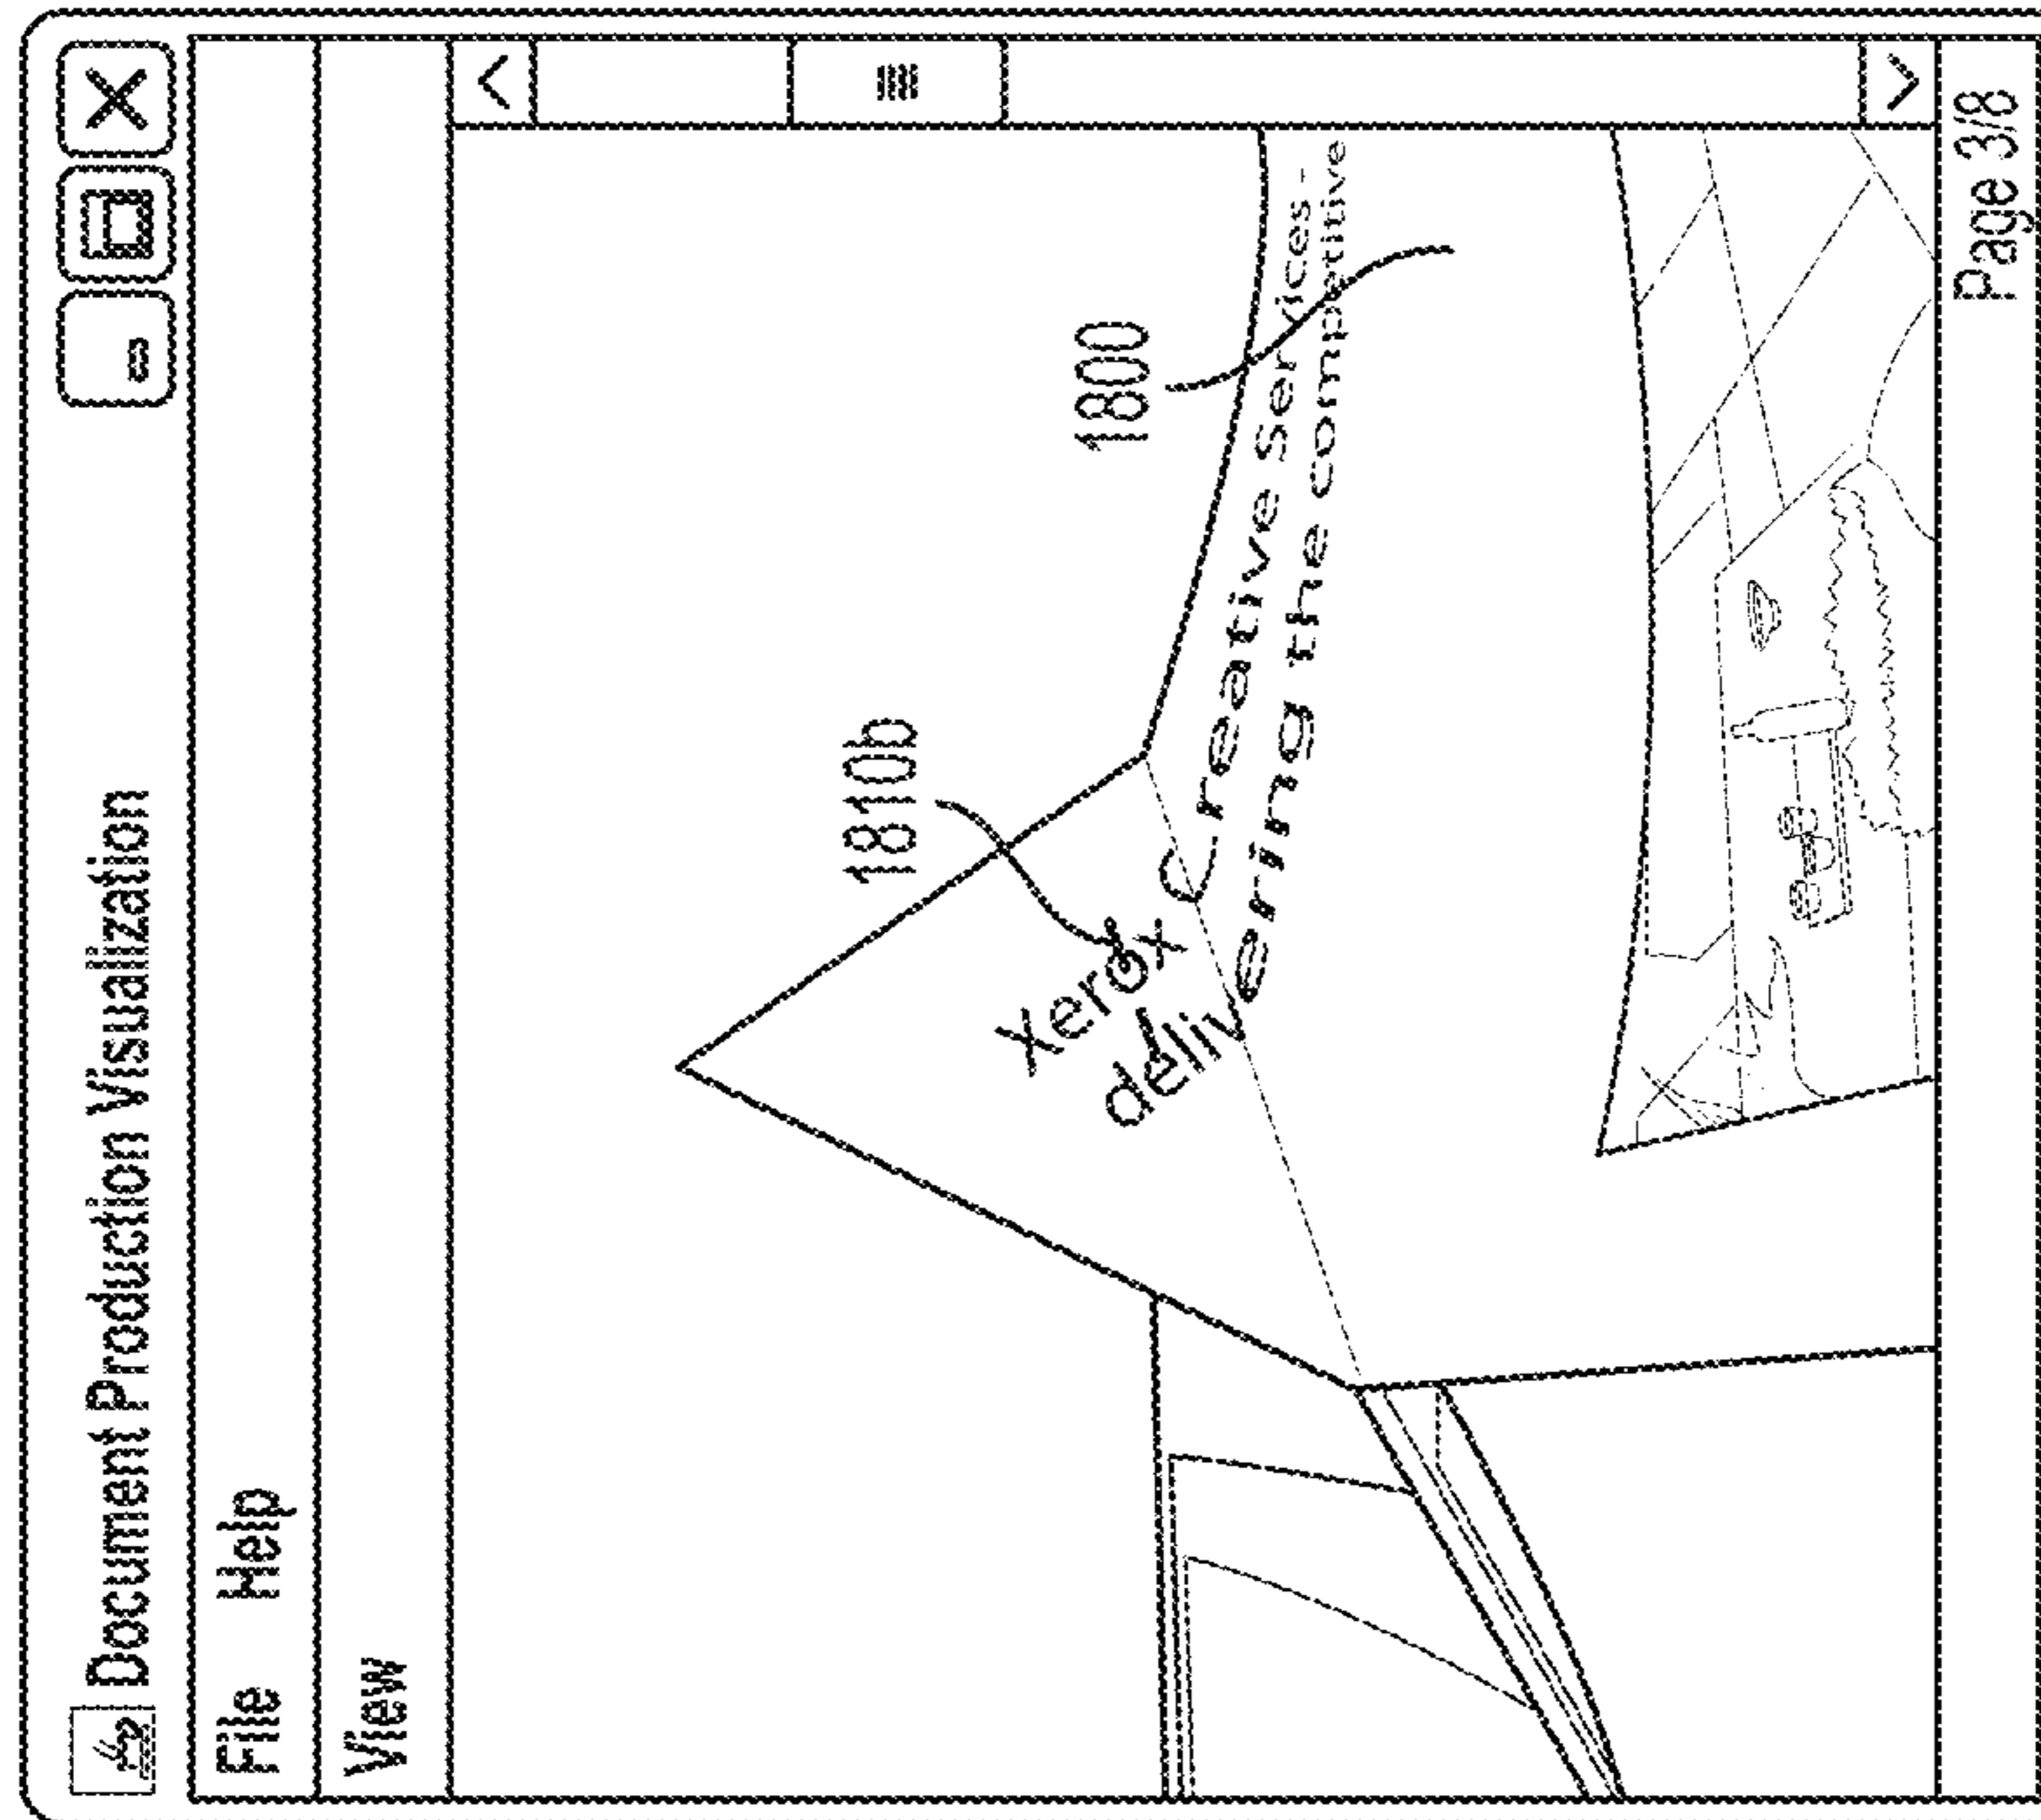 Document Production Visualization
File Help
View
1810b
1800
Xerox Creative Services -
delivering the competitive
Page 3/8